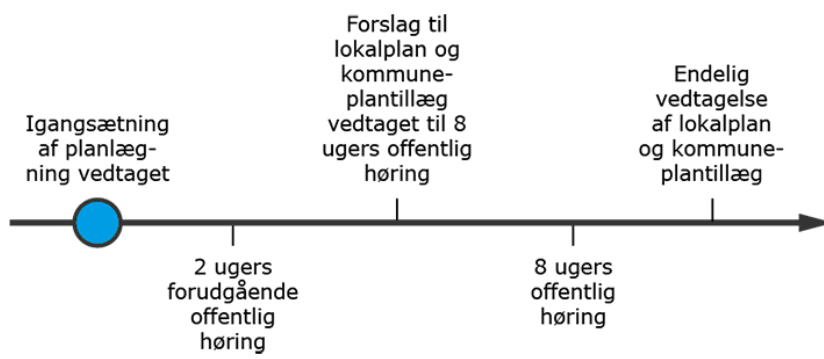 Igangsætning
af planlæg-
ning vedtaget
2 ugers
forudgående
offentlig
høring
Forslag til
lokalplan og
kommune-
plantillæg
vedtaget til 8
ugers offentlig
høring
8 ugers
offentlig
høring
Endelig
vedtagelse
af lokalplan
og kommune-
plantillæg